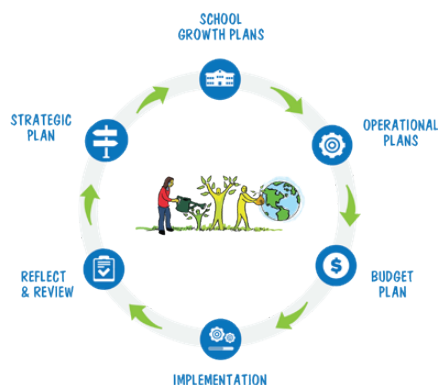 SCHOOL
GROWTH PLANS
OPERATIONAL
PLANS
BUDGET
PLAN
IMPLEMENTATION
REFLECT
& REVIEW
STRATEGIC
PLAN
$